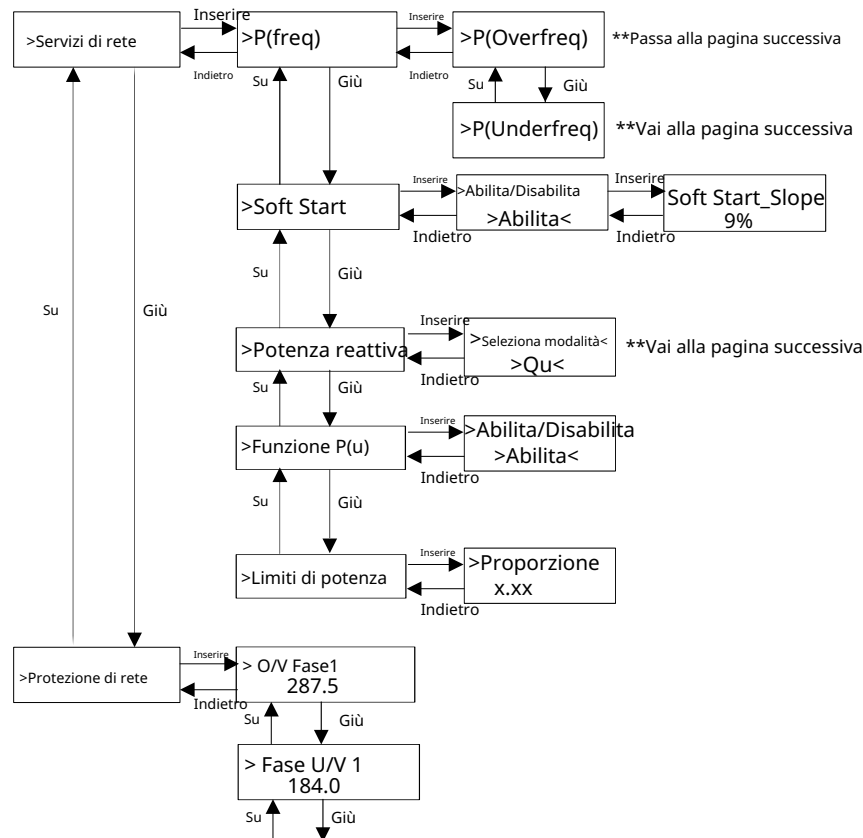 Inserire
Inserire
>Servizi di rete
>P(freq)
>P(Overfreq)
**Passa alla pagina successiva
Indietro
Indietro
Su
Giù
Su
Giù
>P(Underfreq)
**Vai alla pagina successiva
Inserire
Inserire
>Soft Start
>Abilita/Disabilita
>Abilita<
Soft Start_Slope
9%
Indietro
Indietro
Su
Giù
Su
Giù
Inserire
>Potenza reattiva
>Seleziona modalità<
>Qu<
**Vai alla pagina successiva
Indietro
Su
Giù
Inserire
>Funzione P(u)
>Abilita/Disabilita
>Abilita<
Indietro
Su
Giù
Inserire
>Limiti di potenza
>Proporzione
x.xx
Indietro
Inserire
>Protezione di rete
> O/V Fase1
287.5
Indietro
Su
Giù
> Fase U/V 1
184.0
Su
Giù